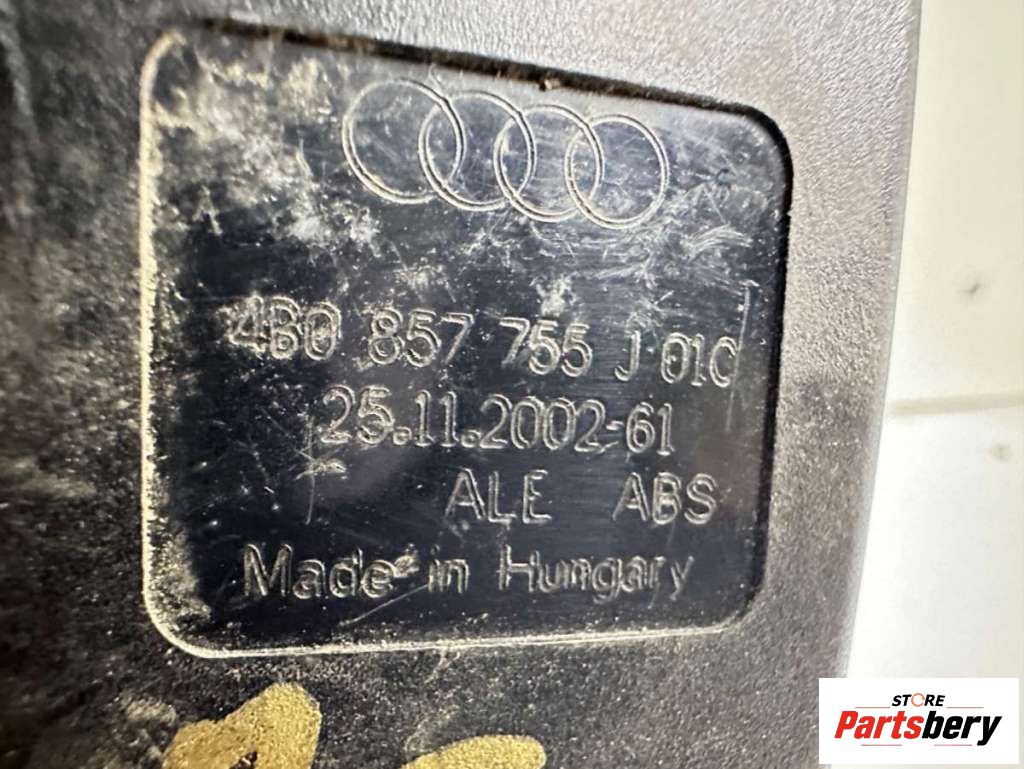 4B0 857 755 J 01C
25.11.2002-61
ALE ABS
Made in Hungary
STORE
Partsbery